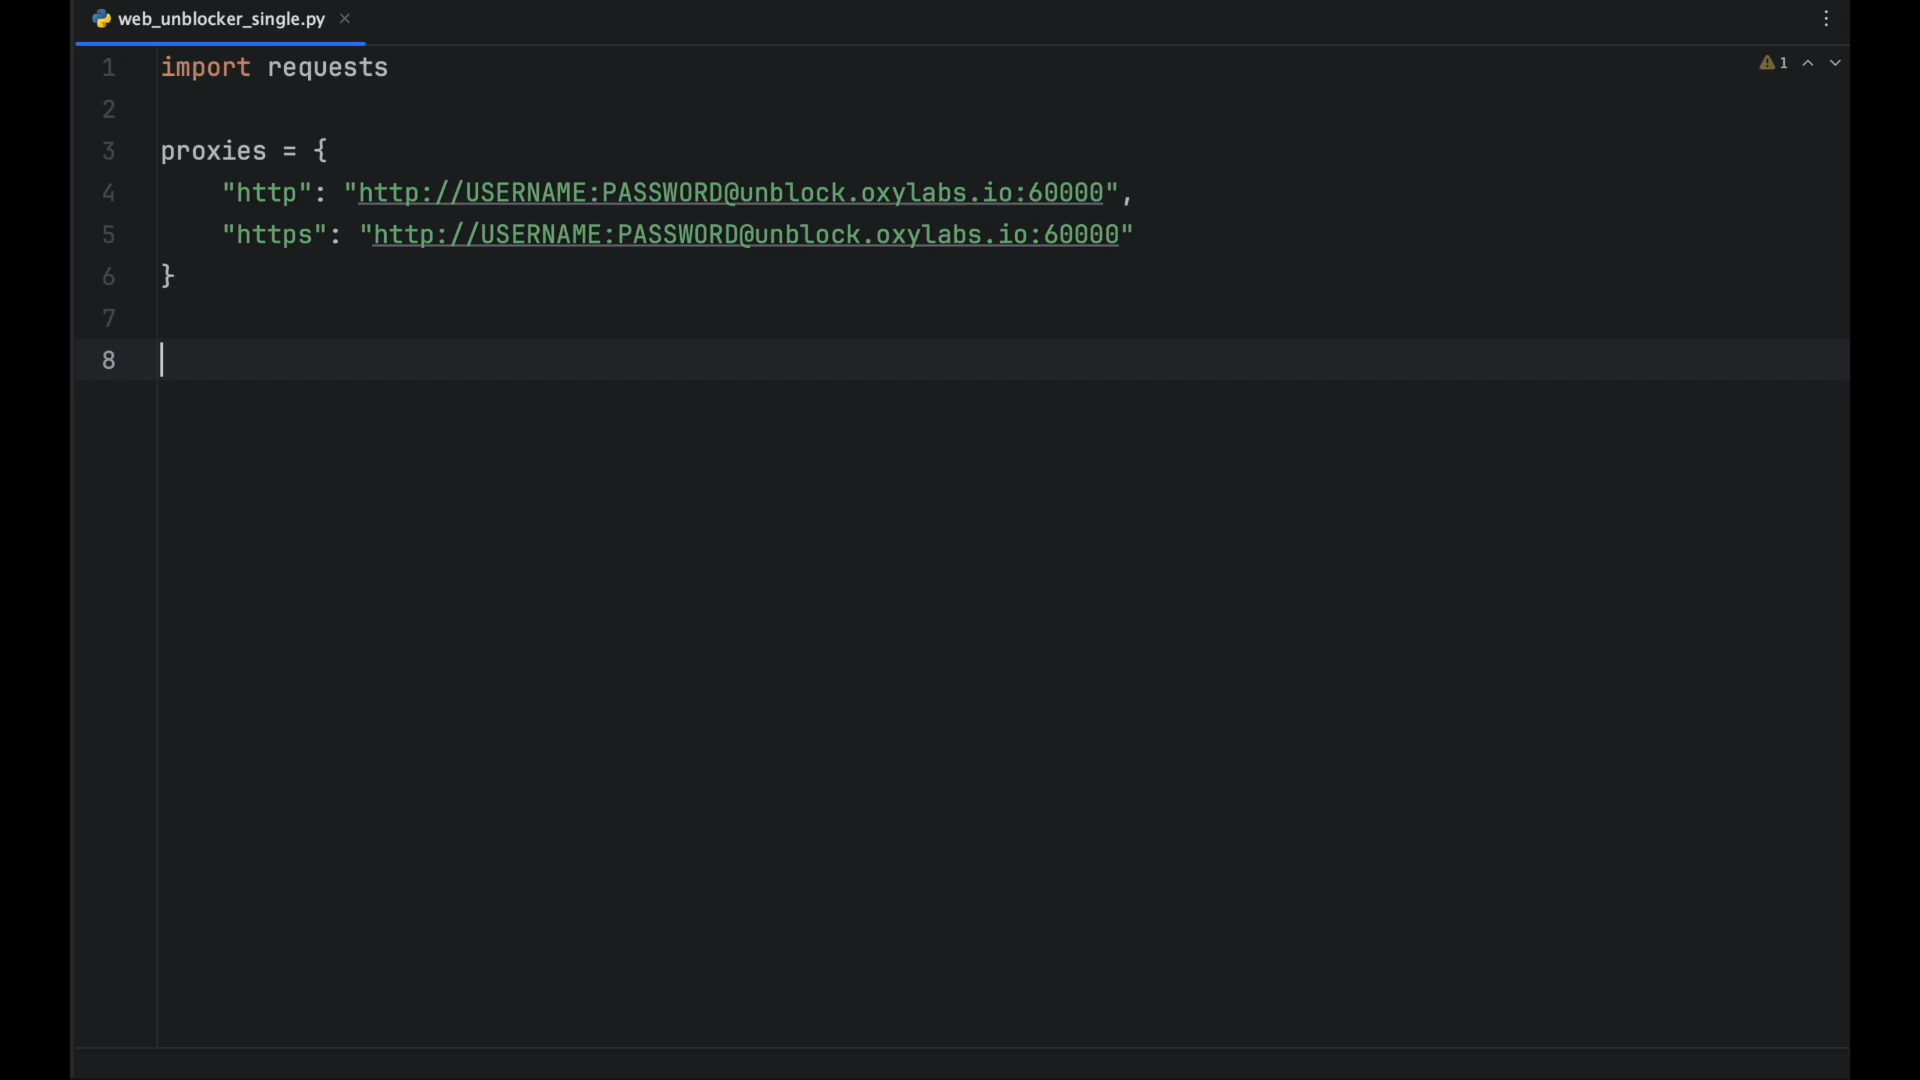 web_unblocker_single.py
1
1 import requests
2
3 proxies = {
4 "http": "http://USERNAME:PASSWORD@unblock.oxylabs.io:60000",
5 "https": "http://USERNAME:PASSWORD@unblock.oxylabs.io:60000"
6 }
7
8